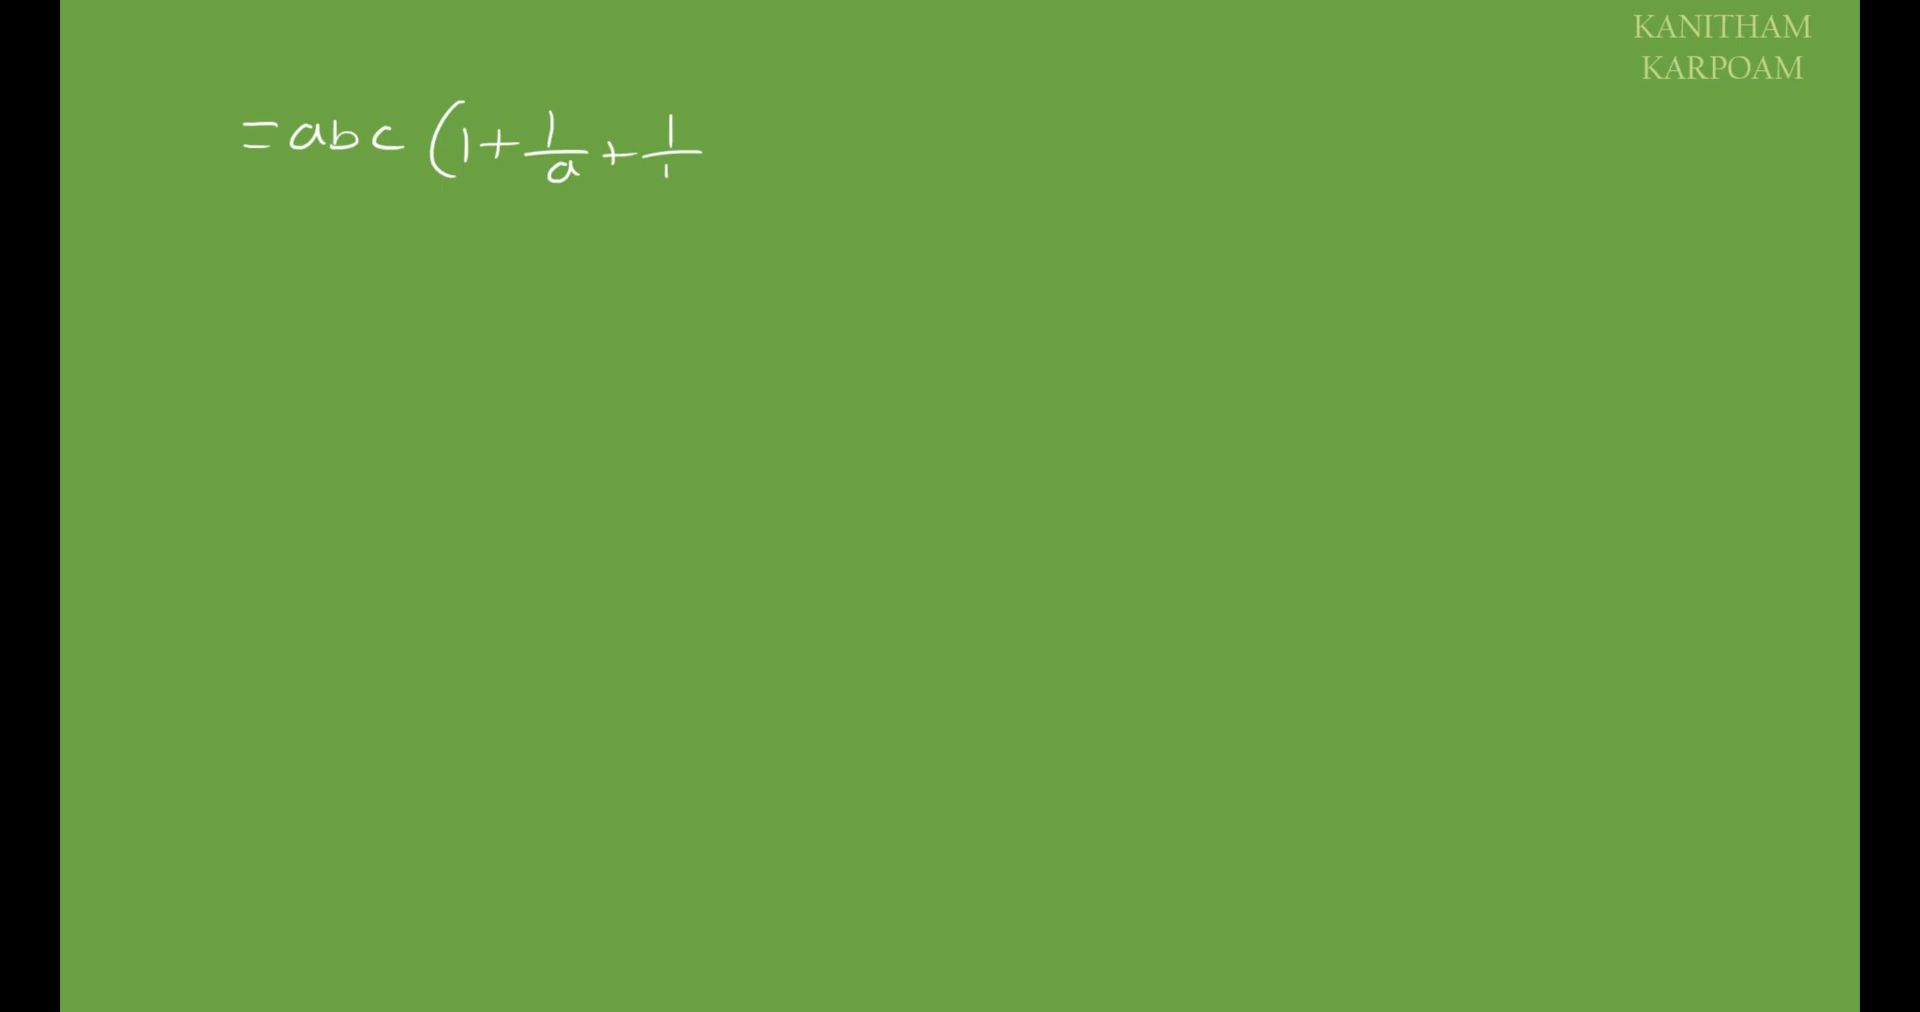 KANITHAM
KARPOAM
= abc (1 + 1/a + 1/